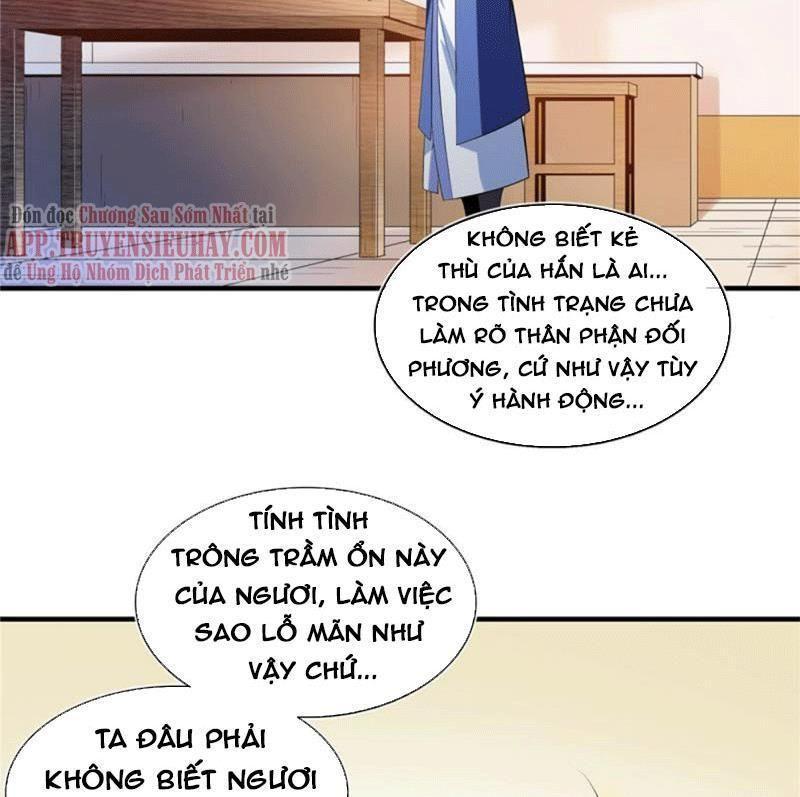 Đón đọc Chương Sau Sớm Nhất tại
APP.TRUYENSIEUHAY.COM
để Ủng Hộ Nhóm Dịch Phát Triển nhé
KHÔNG BIẾT KẺ
THÙ CỦA HẮN LÀ AI...
TRONG TÌNH TRẠNG CHƯA
LÀM RÕ THÂN PHẬN ĐỐI
PHƯƠNG, CỨ NHƯ VẬY TÙY
Ý HÀNH ĐỘNG...
TÍNH TÌNH
TRÔNG TRẦM ỔN NÀY
CỦA NGƯƠI, LÀM VIỆC
SAO LỖ MÃN NHƯ
VẬY CHỨ...
TA ĐÂU PHẢI
KHÔNG BIẾT NGƯƠI